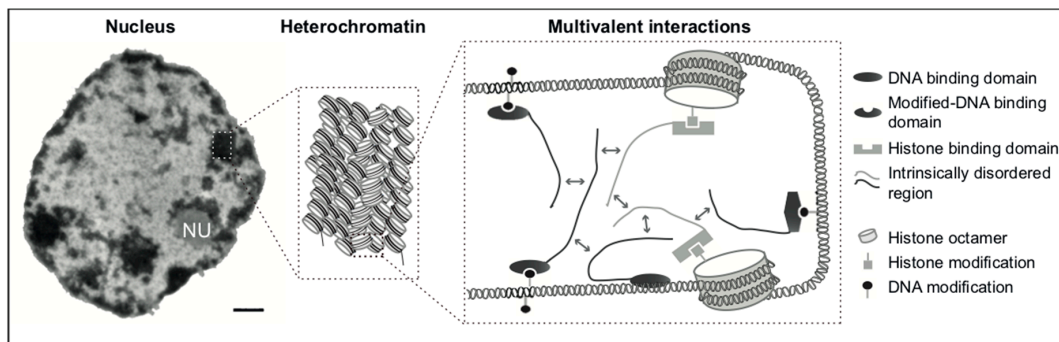 Nucleus
Heterochromatin
Multivalent interactions
NU
DNA binding domain
Modified-DNA binding
domain
Histone binding domain
Intrinsically disordered
region
Histone octamer
Histone modification
DNA modification